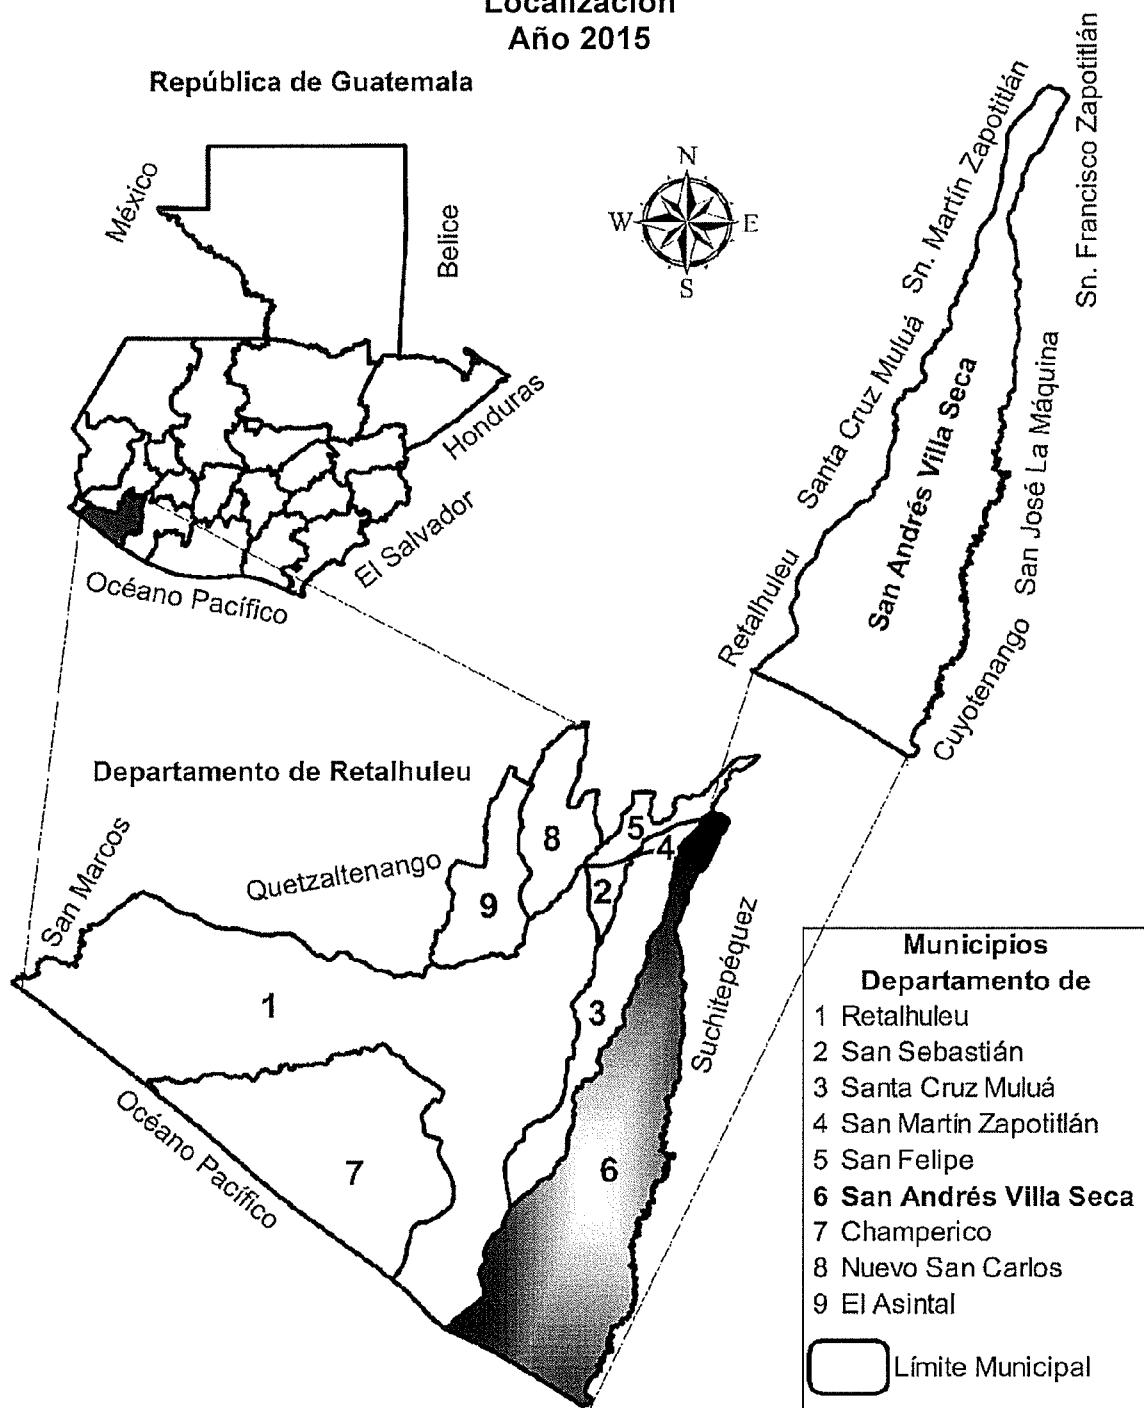 Localización
Año 2015
República de Guatemala
México
Belice
N
W
E
S
Honduras
El Salvador
Océano Pacífico
Sn. Martín Zapotitlán
Sn. Francisco Zapotitlán
Santa Cruz Muluá
San Andrés Villa Seca
San José La Máquina
Retalhuleu
Cuyotenango
Departamento de Retalhuleu
San Marcos
Quetzaltenango
Suchitepéquez
Océano Pacífico
8
5
4
9
2
1
3
7
6
Municipios
Departamento de
1 Retalhuleu
2 San Sebastián
3 Santa Cruz Muluá
4 San Martín Zapotitlán
5 San Felipe
6 San Andrés Villa Seca
7 Champerico
8 Nuevo San Carlos
9 El Asintal
Límite Municipal